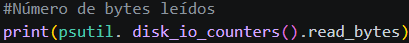 #Número de bytes leídos
print(psutil. disk_io_counters().read_bytes)